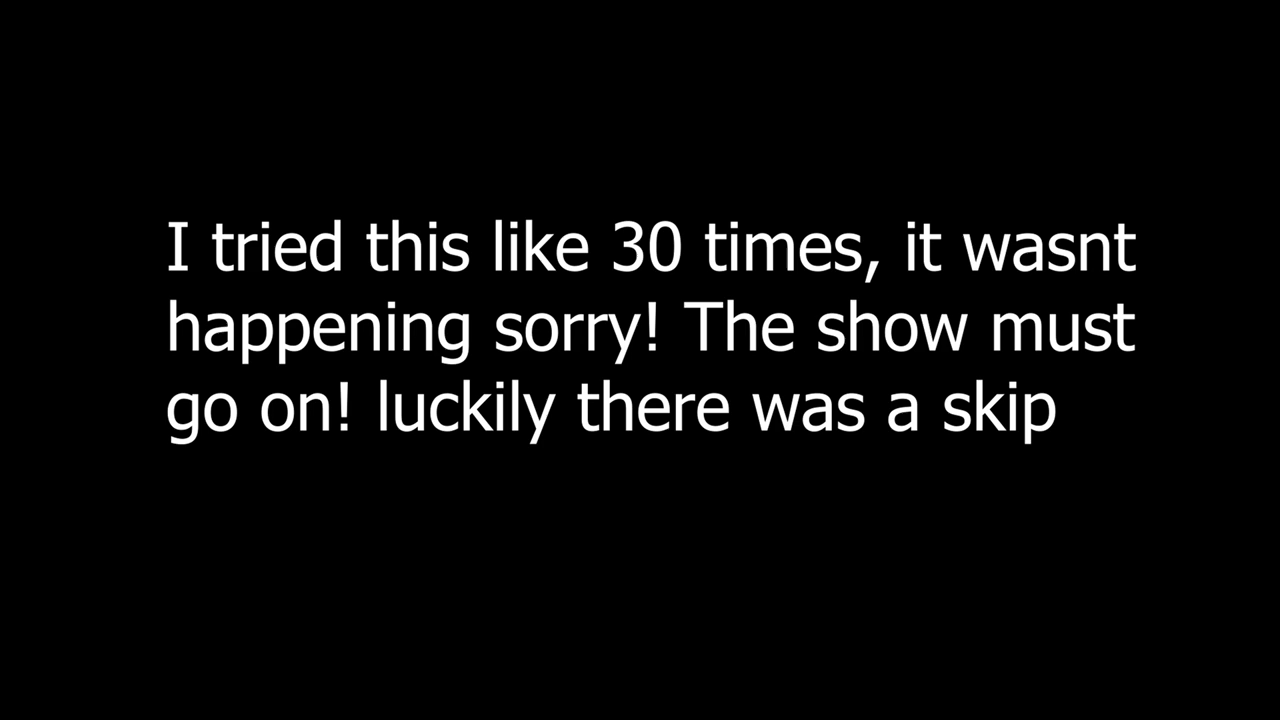 I tried this like 30 times, it wasnt
happening sorry! The show must
go on! luckily there was a skip